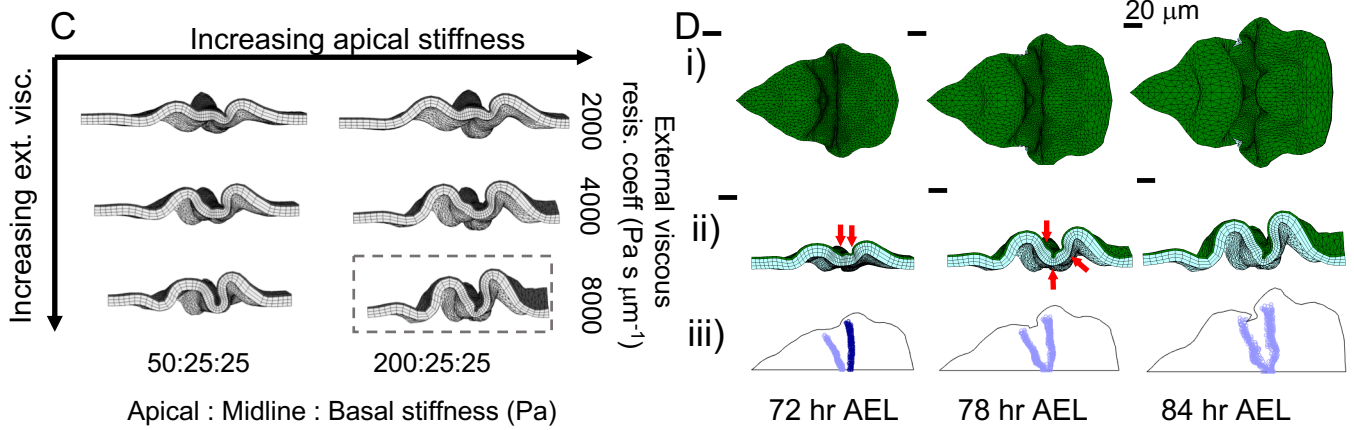 C
Increasing apical stiffness
Increasing ext. visc.
2000
4000
8000
External viscous
resis. coeff (Pa s μm⁻¹)
50:25:25
200:25:25
Apical : Midline : Basal stiffness (Pa)
D
20 μm
i)
ii)
iii)
72 hr AEL
78 hr AEL
84 hr AEL